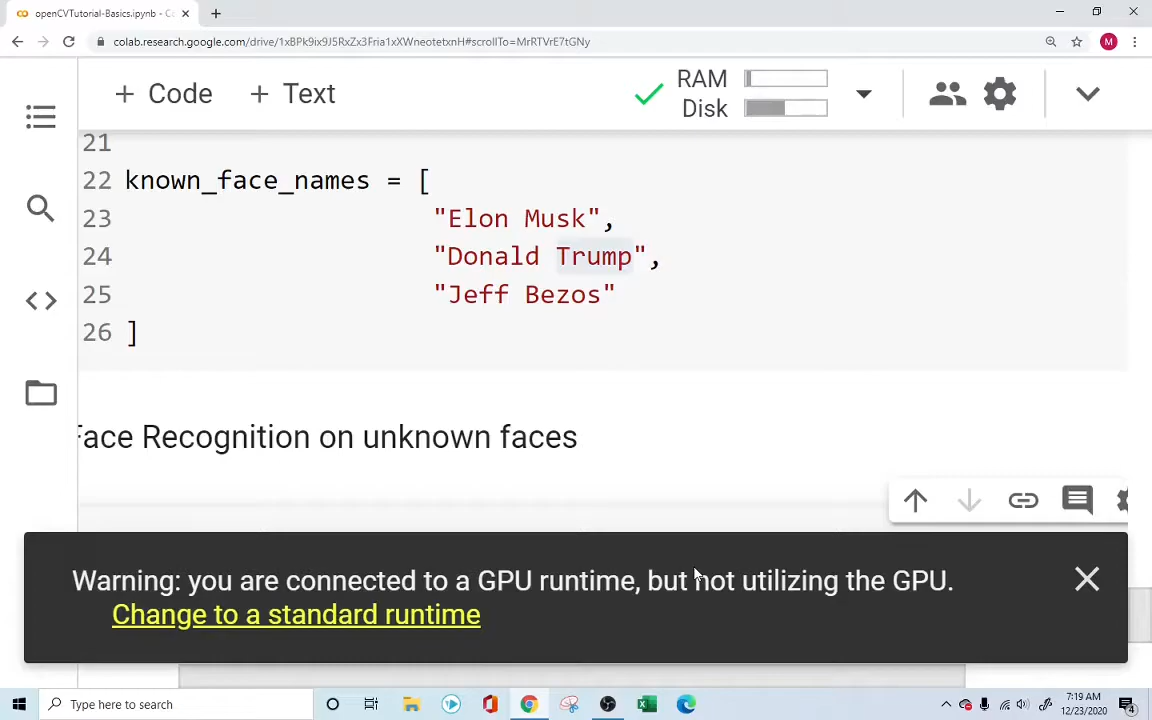 openCVTutorial-Basics.ipynb - Co
colab.research.google.com/drive/1xBPk9ix9J5RxZx3Fria1xXWneotetxnH#scrollTo=MrRTVrE7tGNy
M
+ Code + Text
RAM
Disk
21
22 known_face_names = [
23 "Elon Musk",
24 "Donald Trump",
25 "Jeff Bezos"
26 ]
Face Recognition on unknown faces
Warning: you are connected to a GPU runtime, but not utilizing the GPU.
Change to a standard runtime
Type here to search
7:19 AM
12/23/2020
4